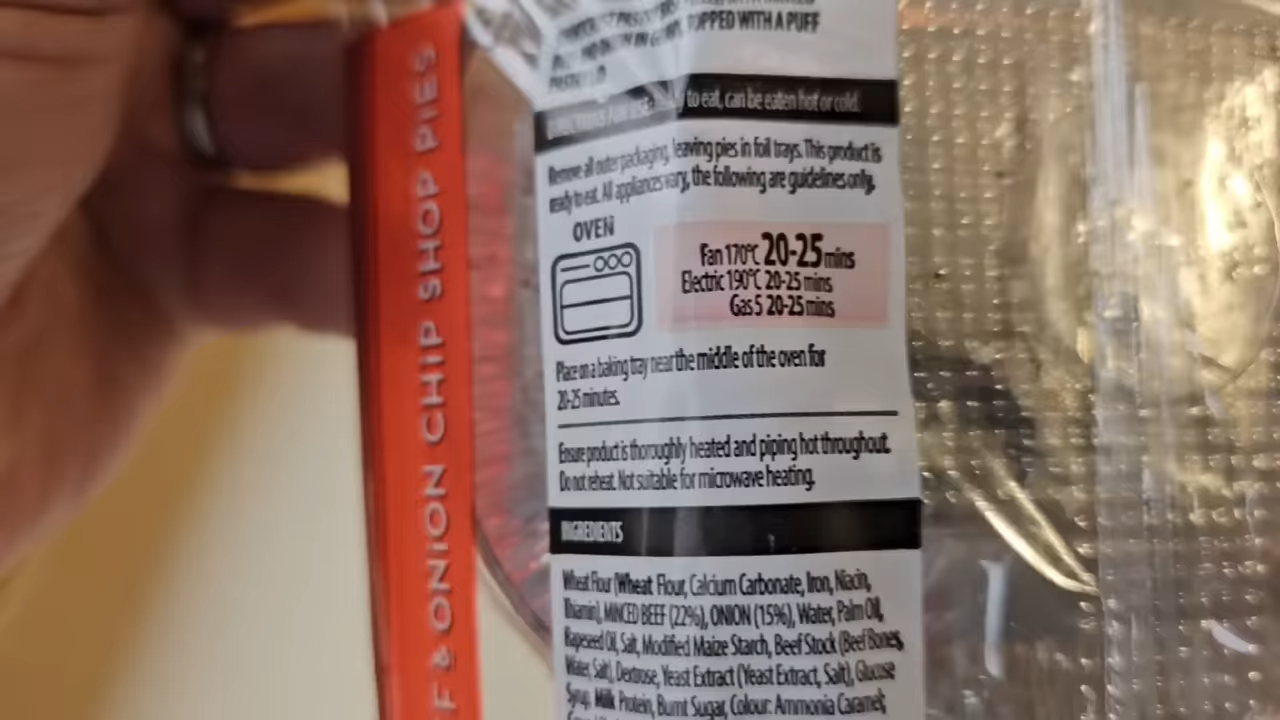 TOPPED WITH A PUFF
to eat, can be eaten hot or cold.
Remove all outer packaging, leaving pies in foil trays. This product is
ready to eat. All appliances vary, the following are guidelines only.
OVEN
Fan 170°C 20-25 mins
Electric 190°C 20-25 mins
Gas 5 20-25 mins
Place on a baking tray near the middle of the oven for
20-25 minutes.
Ensure product is thoroughly heated and piping hot throughout.
Do not reheat. Not suitable for microwave heating.
INGREDIENTS
Wheat Flour (Wheat Flour, Calcium Carbonate, Iron, Niacin,
Thiamin), MINCED BEEF (22%), ONION (15%), Water, Palm Oil,
Rapeseed Oil, Salt, Modified Maize Starch, Beef Stock (Beef Bones,
Water, Salt), Dextrose, Yeast Extract (Yeast Extract, Salt), Glucose
Syrup, Milk Protein, Burnt Sugar, Colour: Ammonia Caramel;
F & ONION CHIP SHOP PIES